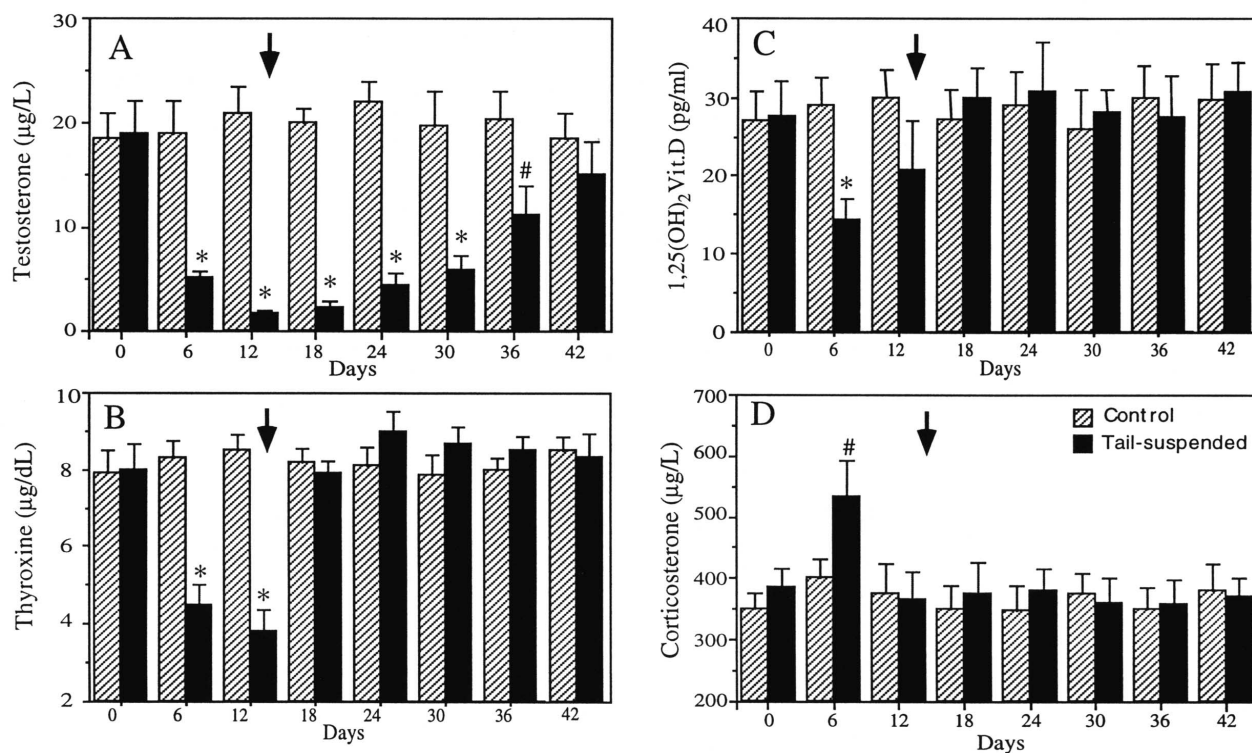 A
Testosterone (µg/L)
30
20
10
0
* * * * * #
0 6 12 18 24 30 36 42
Days
B
Thyroxine (µg/dL)
10
8
6
4
2
* *
0 6 12 18 24 30 36 42
Days
C
1,25(OH)2Vit.D (pg/ml)
40
30
20
10
0
*
0 6 12 18 24 30 36 42
Days
D
Control
Tail-suspended
Corticosterone (µg/L)
700
600
500
400
300
200
#
0 6 12 18 24 30 36 42
Days